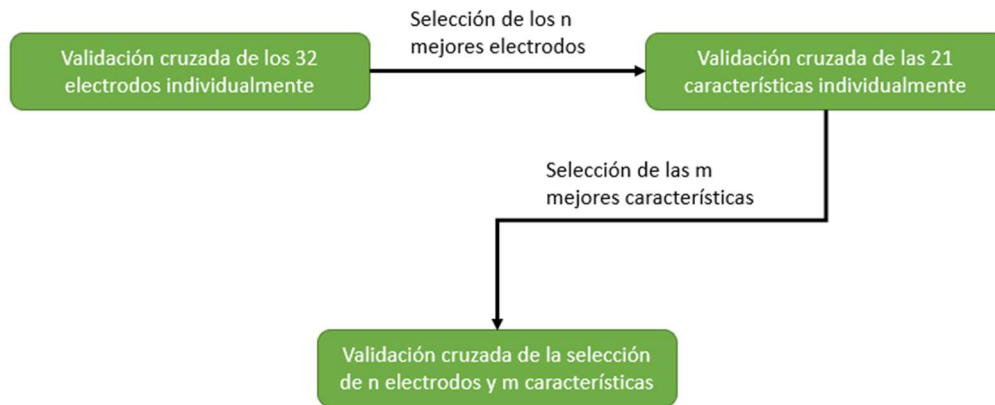 Selección de los n
mejores electrodos
Validación cruzada de los 32
electrodos individualmente
Validación cruzada de las 21
características individualmente
Selección de las m
mejores características
Validación cruzada de la selección
de n electrodos y m características